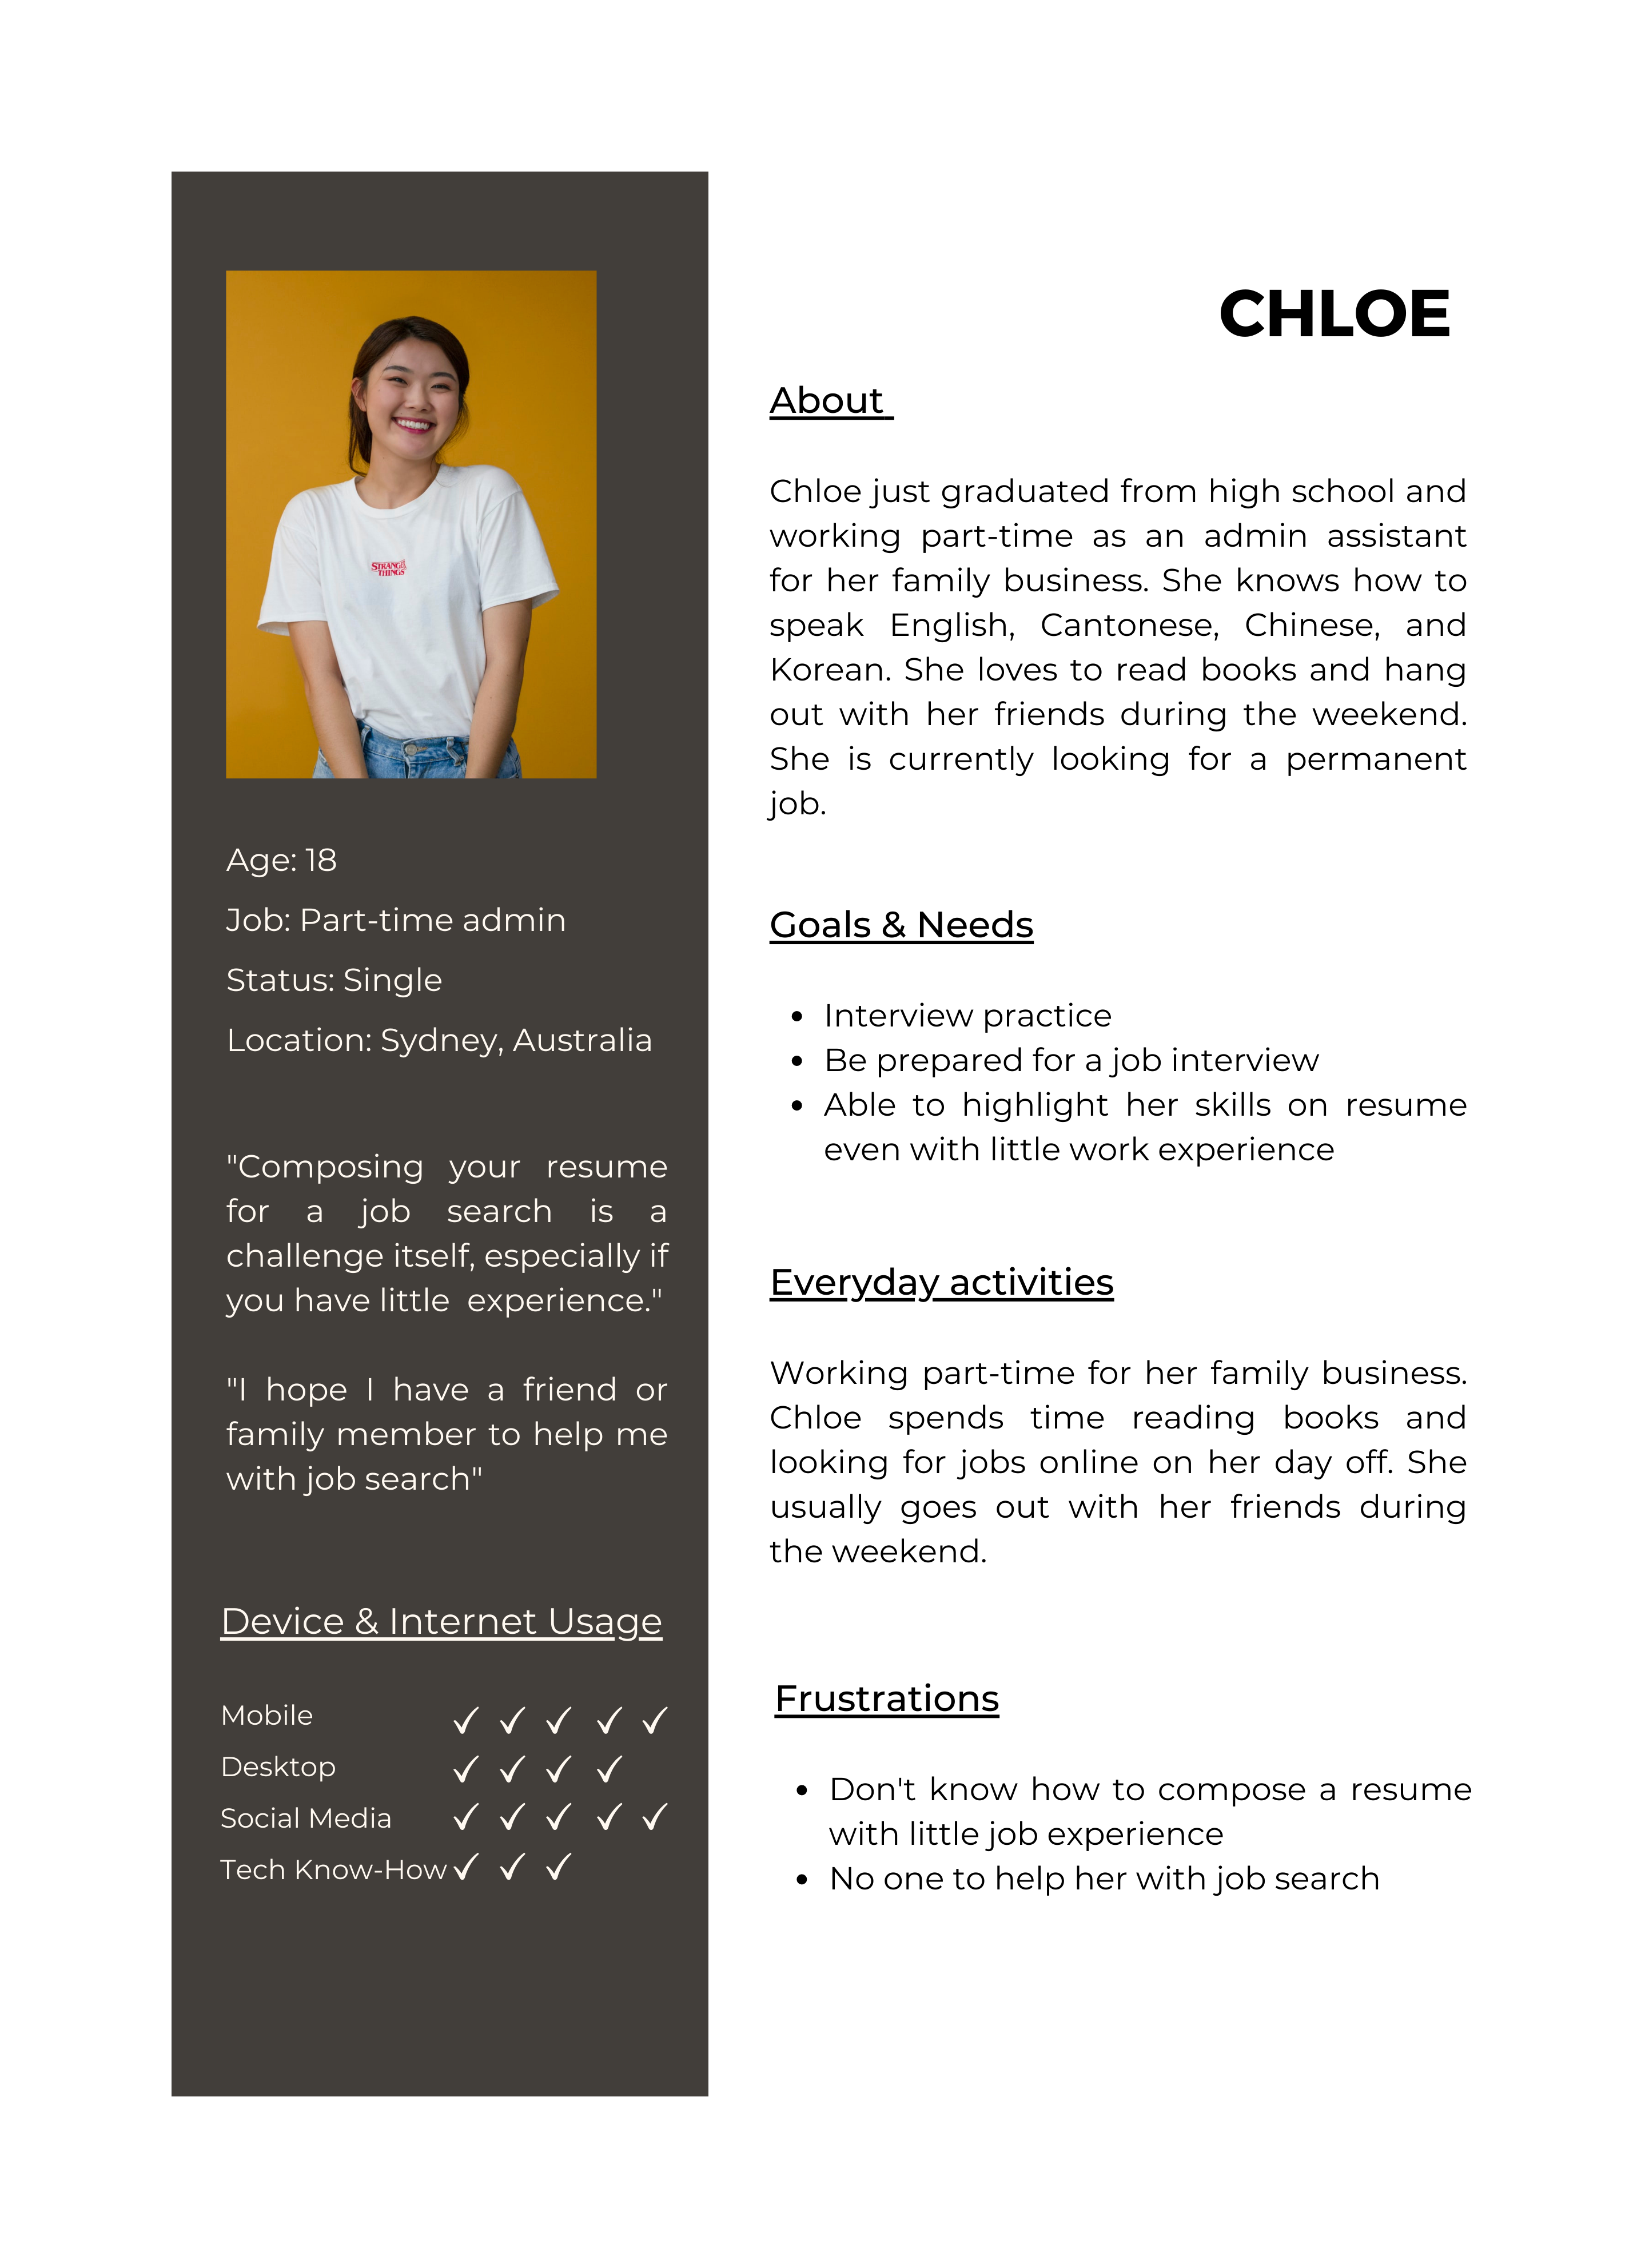 STRANGER
THINGS
Age: 18
Job: Part-time admin
Status: Single
Location: Sydney, Australia
"Composing your resume
for a job search is a
challenge itself, especially if
you have little  experience."
"I hope I have a friend or
family member to help me
with job search"
Device & Internet Usage
Mobile ✓ ✓ ✓ ✓ ✓
Desktop ✓ ✓ ✓ ✓
Social Media ✓ ✓ ✓ ✓ ✓
Tech Know-How ✓ ✓ ✓
CHLOE
About
Chloe just graduated from high school and
working part-time as an admin assistant
for her family business. She knows how to
speak English, Cantonese, Chinese, and
Korean. She loves to read books and hang
out with her friends during the weekend.
She is currently looking for a permanent
job.
Goals & Needs
• Interview practice
• Be prepared for a job interview
• Able to highlight her skills on resume
even with little work experience
Everyday activities
Working part-time for her family business.
Chloe spends time reading books and
looking for jobs online on her day off. She
usually goes out with her friends during
the weekend.
Frustrations
• Don't know how to compose a resume
with little job experience
• No one to help her with job search